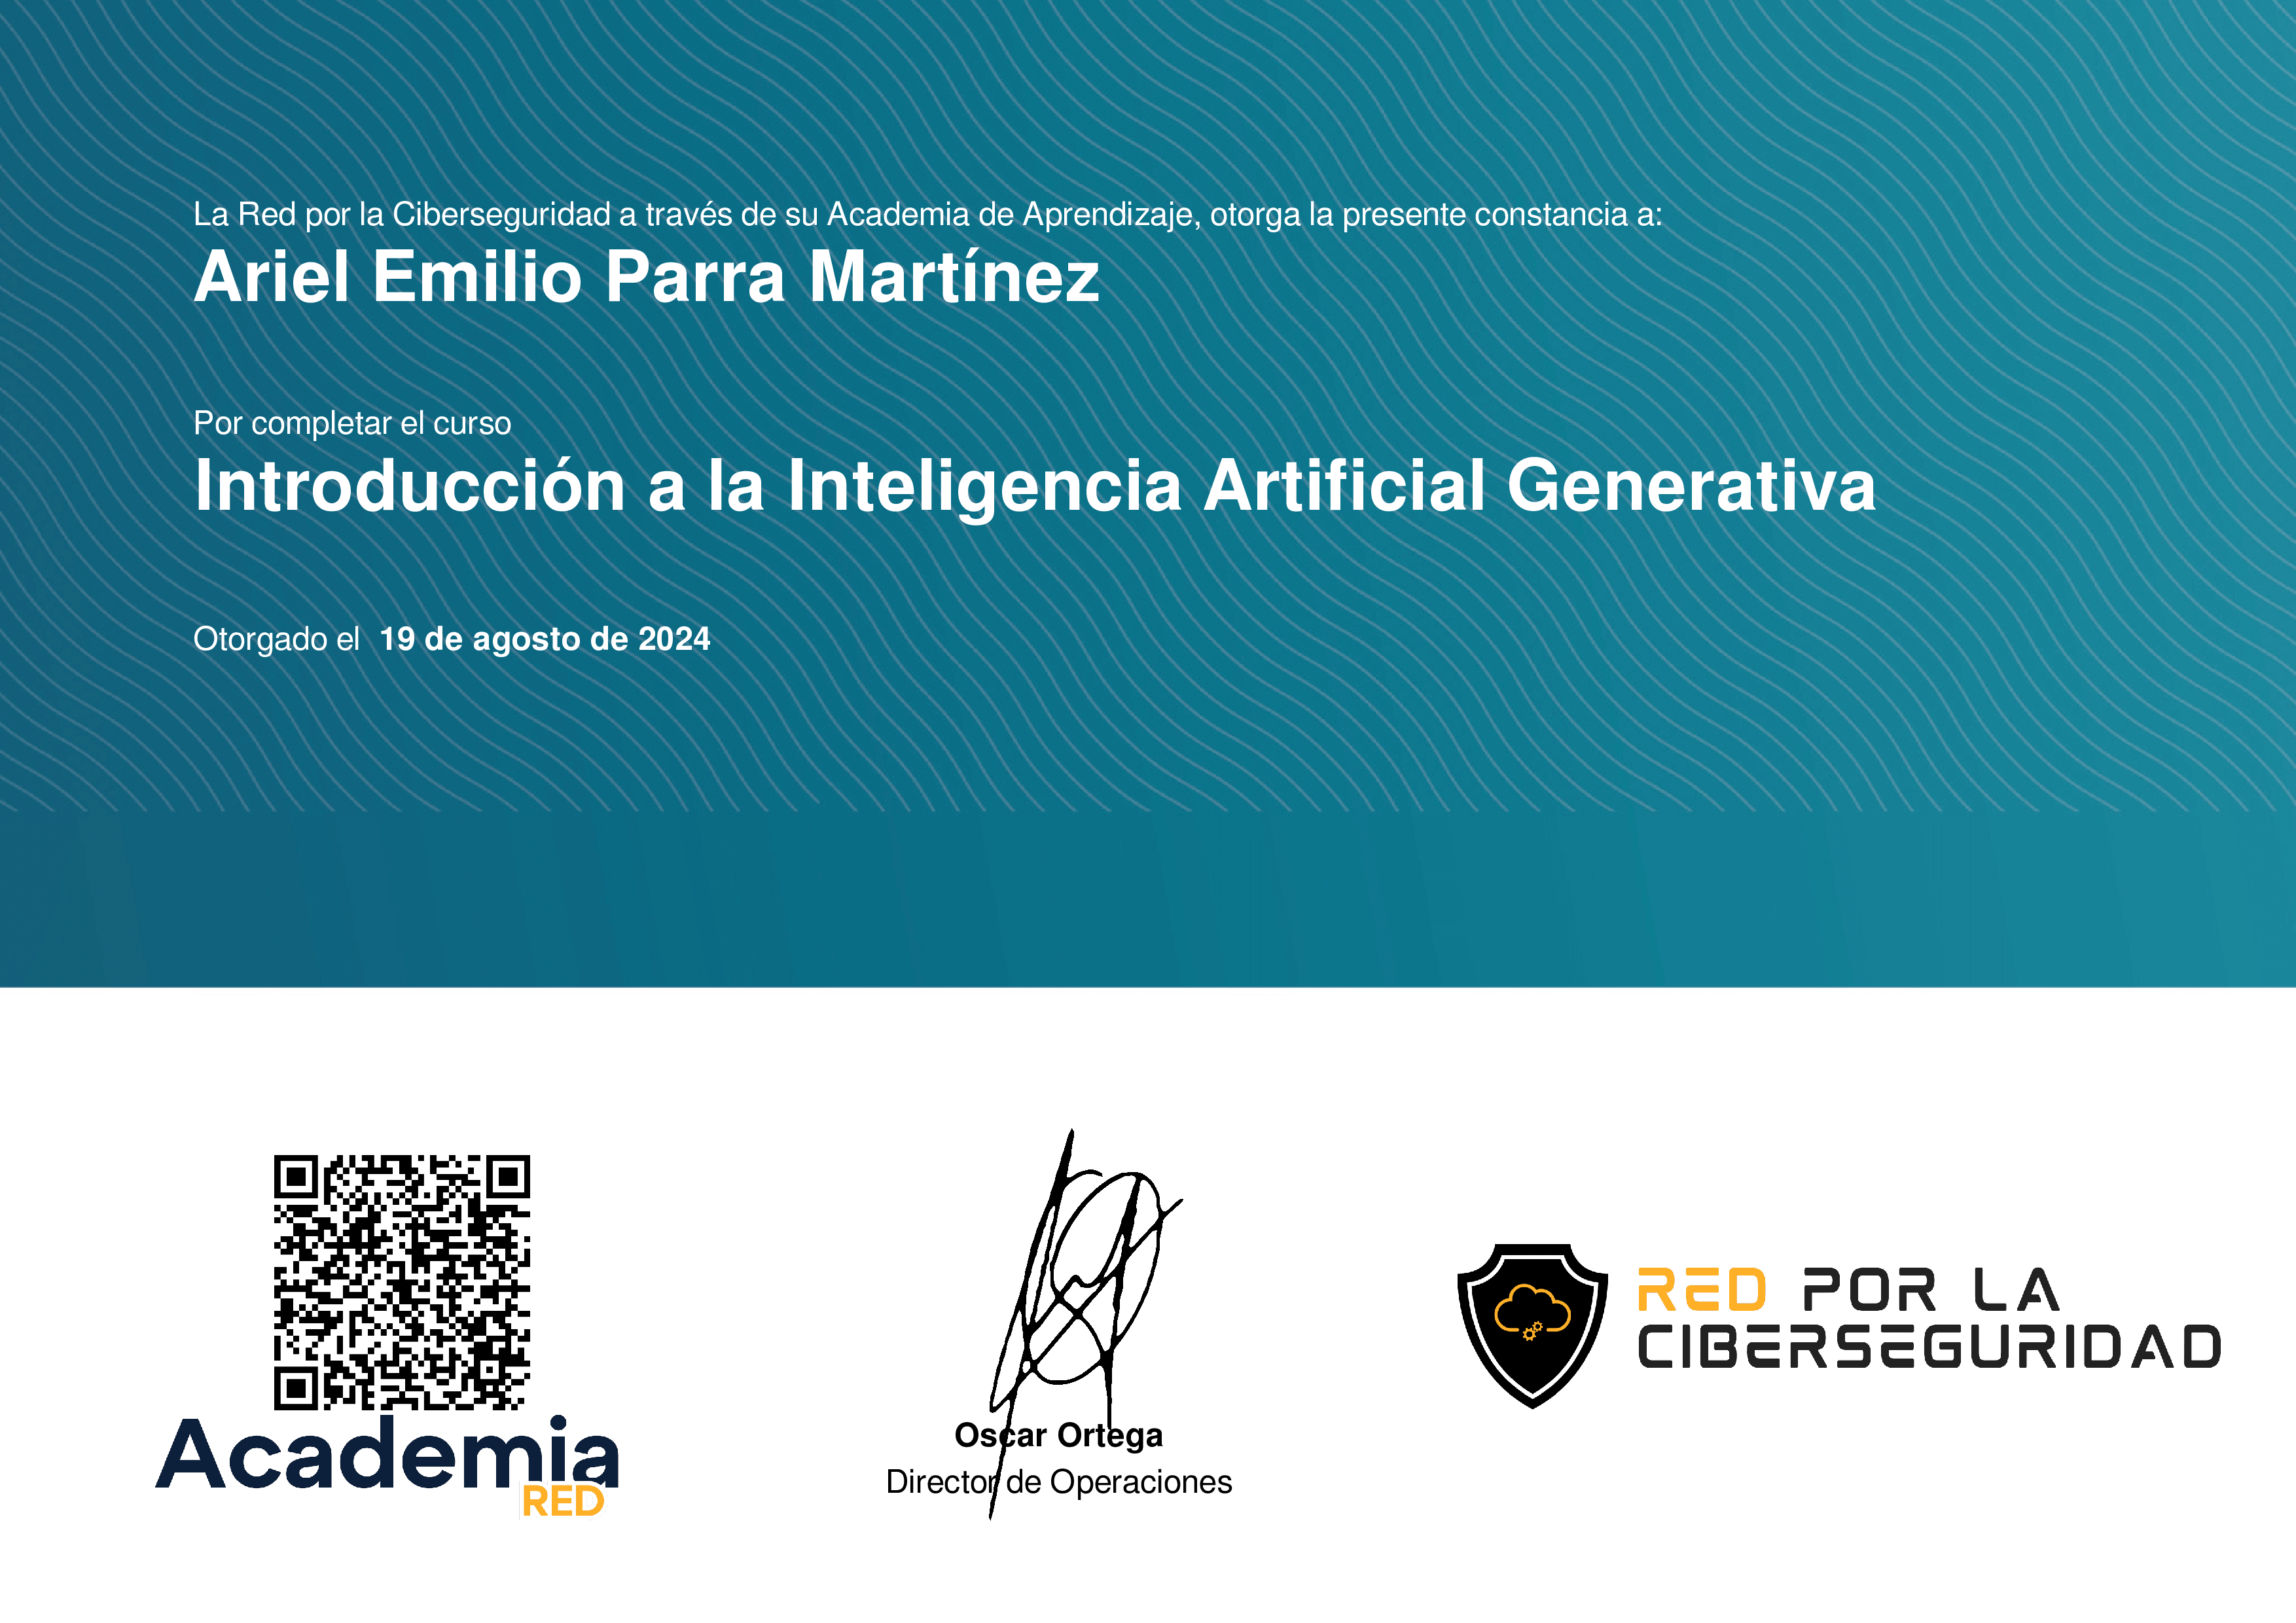 La Red por la Ciberseguridad a través de su Academia de Aprendizaje, otorga la presente constancia a:
Ariel Emilio Parra Martínez
Por completar el curso
Introducción a la Inteligencia Artificial Generativa
Otorgado el 19 de agosto de 2024
Academia
RED
Oscar Ortega
Director de Operaciones
RED POR LA
CIBERSEGURIDAD